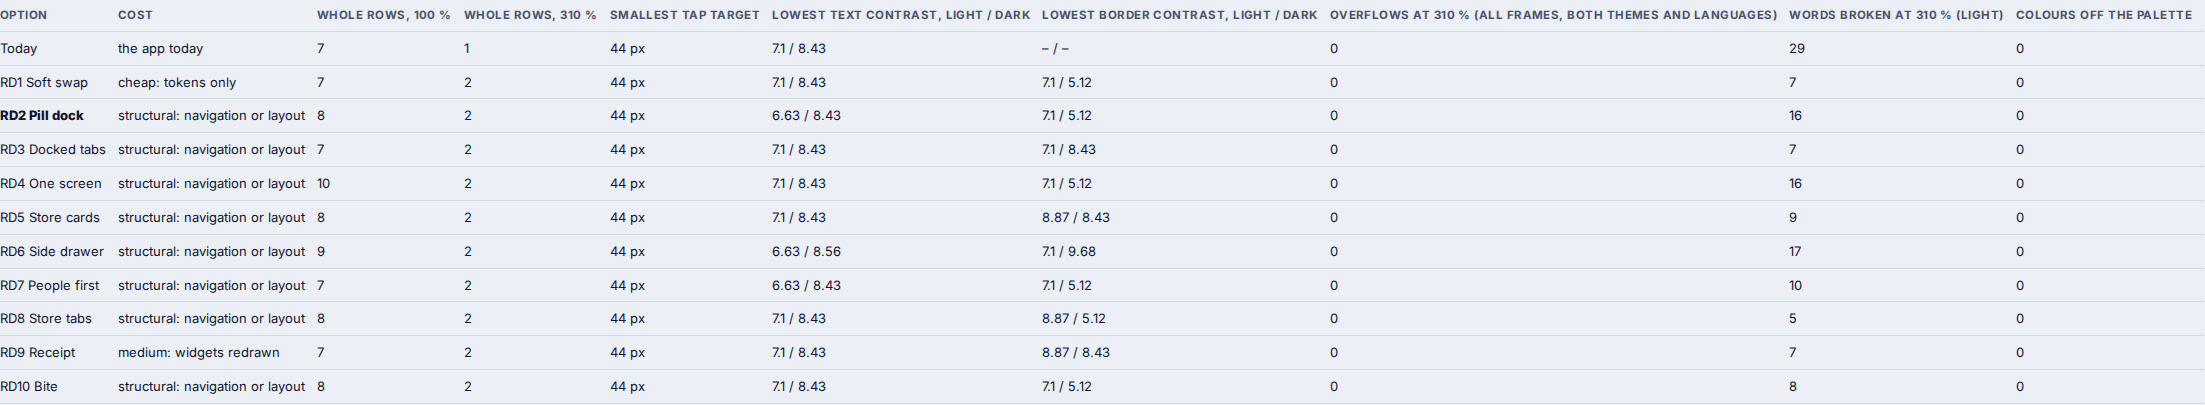 OPTION COST WHOLE ROWS, 100 % WHOLE ROWS, 310 % SMALLEST TAP TARGET LOWEST TEXT CONTRAST, LIGHT / DARK LOWEST BORDER CONTRAST, LIGHT / DARK OVERFLOWS AT 310 % (ALL FRAMES, BOTH THEMES AND LANGUAGES) WORDS BROKEN AT 310 % (LIGHT) COLOURS OFF THE PALETTE
Today the app today 7 1 44 px 7.1 / 8.43 – / – 0 29 0
RD1 Soft swap cheap: tokens only 7 2 44 px 7.1 / 8.43 7.1 / 5.12 0 7 0
RD2 Pill dock structural: navigation or layout 8 2 44 px 6.63 / 8.43 7.1 / 5.12 0 16 0
RD3 Docked tabs structural: navigation or layout 7 2 44 px 7.1 / 8.43 7.1 / 8.43 0 7 0
RD4 One screen structural: navigation or layout 10 2 44 px 7.1 / 8.43 7.1 / 5.12 0 16 0
RD5 Store cards structural: navigation or layout 8 2 44 px 7.1 / 8.43 8.87 / 8.43 0 9 0
RD6 Side drawer structural: navigation or layout 9 2 44 px 6.63 / 8.56 7.1 / 9.68 0 17 0
RD7 People first structural: navigation or layout 7 2 44 px 6.63 / 8.43 7.1 / 5.12 0 10 0
RD8 Store tabs structural: navigation or layout 8 2 44 px 7.1 / 8.43 8.87 / 5.12 0 5 0
RD9 Receipt medium: widgets redrawn 7 2 44 px 7.1 / 8.43 8.87 / 8.43 0 7 0
RD10 Bite structural: navigation or layout 8 2 44 px 7.1 / 8.43 7.1 / 5.12 0 8 0